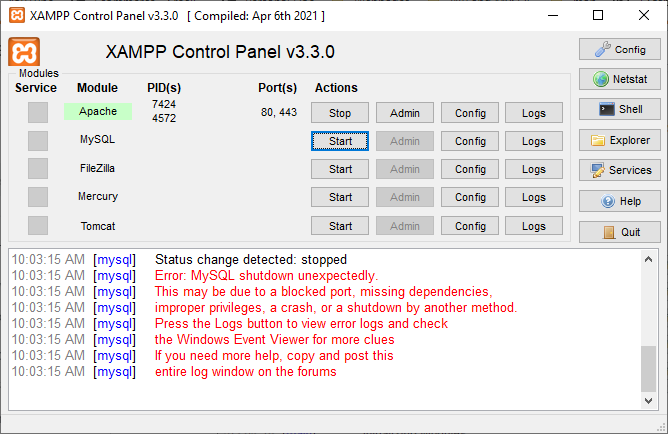 XAMPP Control Panel v3.3.0 [ Compiled: Apr 6th 2021 ]
XAMPP Control Panel v3.3.0
Config
Modules
Service Module PID(s) Port(s) Actions
Netstat
Apache 7424 4572 80, 443 Stop Admin Config Logs
Shell
MySQL Start Admin Config Logs
Explorer
FileZilla Start Admin Config Logs
Services
Mercury Start Admin Config Logs
Help
Tomcat Start Admin Config Logs
Quit
10:03:15 AM [mysql] Status change detected: stopped
10:03:15 AM [mysql] Error: MySQL shutdown unexpectedly.
10:03:15 AM [mysql] This may be due to a blocked port, missing dependencies,
10:03:15 AM [mysql] improper privileges, a crash, or a shutdown by another method.
10:03:15 AM [mysql] Press the Logs button to view error logs and check
10:03:15 AM [mysql] the Windows Event Viewer for more clues
10:03:15 AM [mysql] If you need more help, copy and post this
10:03:15 AM [mysql] entire log window on the forums